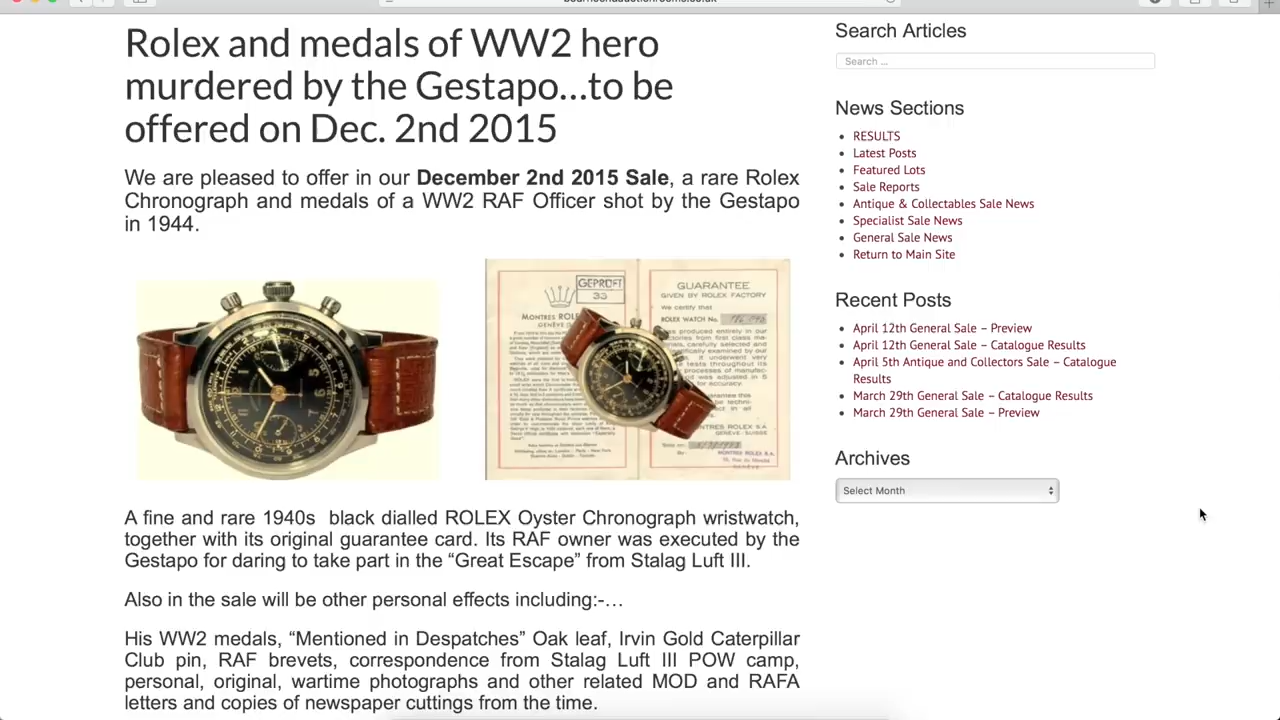 Rolex and medals of WW2 hero
murdered by the Gestapo…to be
offered on Dec. 2nd 2015
We are pleased to offer in our December 2nd 2015 Sale, a rare Rolex
Chronograph and medals of a WW2 RAF Officer shot by the Gestapo
in 1944.
GEPRÜFT
33
MONTRES ROL
GUARANTEE
GIVEN BY ROLEX FACTORY
We certify that
ROLEX WATCH No.
MONTRES ROLEX S.A.
A fine and rare 1940s black dialled ROLEX Oyster Chronograph wristwatch,
together with its original guarantee card. Its RAF owner was executed by the
Gestapo for daring to take part in the “Great Escape” from Stalag Luft III.
Also in the sale will be other personal effects including:-…
His WW2 medals, “Mentioned in Despatches” Oak leaf, Irvin Gold Caterpillar
Club pin, RAF brevets, correspondence from Stalag Luft III POW camp,
personal, original, wartime photographs and other related MOD and RAFA
letters and copies of newspaper cuttings from the time.
Search Articles
Search ...
News Sections
RESULTS
Latest Posts
Featured Lots
Sale Reports
Antique & Collectables Sale News
Specialist Sale News
General Sale News
Return to Main Site
Recent Posts
April 12th General Sale – Preview
April 12th General Sale – Catalogue Results
April 5th Antique and Collectors Sale – Catalogue
Results
March 29th General Sale – Catalogue Results
March 29th General Sale – Preview
Archives
Select Month